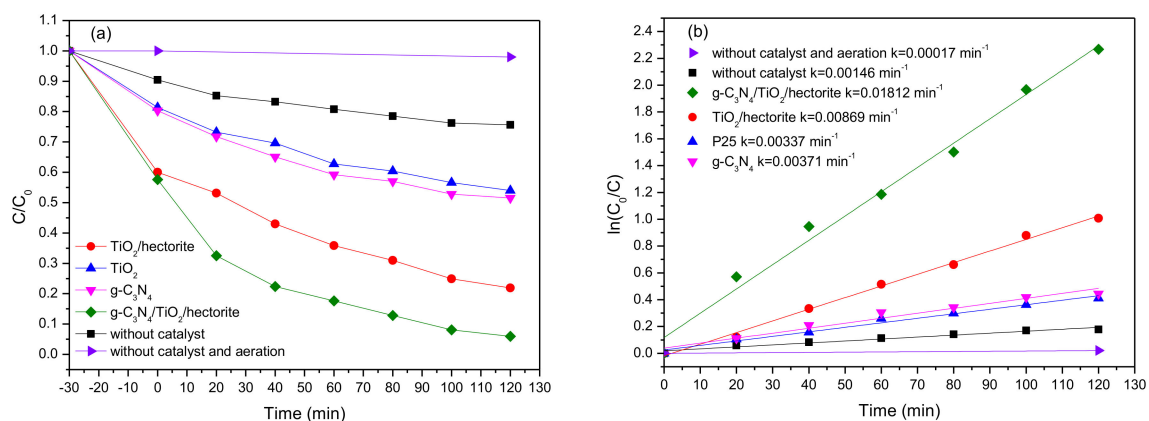 (a)
1.1
1.0
0.9
0.8
0.7
0.6
0.5
0.4
0.3
0.2
0.1
0.0
C/C₀
TiO₂/hectorite
TiO₂
g-C₃N₄
g-C₃N₄/TiO₂/hectorite
without catalyst
without catalyst and aeration
-30 -20 -10 0 10 20 30 40 50 60 70 80 90 100 110 120 130
Time (min)
(b)
2.4
2.2
2.0
1.8
1.6
1.4
1.2
1.0
0.8
0.6
0.4
0.2
0.0
ln(C₀/C)
without catalyst and aeration k=0.00017 min⁻¹
without catalyst k=0.00146 min⁻¹
g-C₃N₄/TiO₂/hectorite k=0.01812 min⁻¹
TiO₂/hectorite k=0.00869 min⁻¹
P25 k=0.00337 min⁻¹
g-C₃N₄ k=0.00371 min⁻¹
0 10 20 30 40 50 60 70 80 90 100 110 120 130
Time (min)